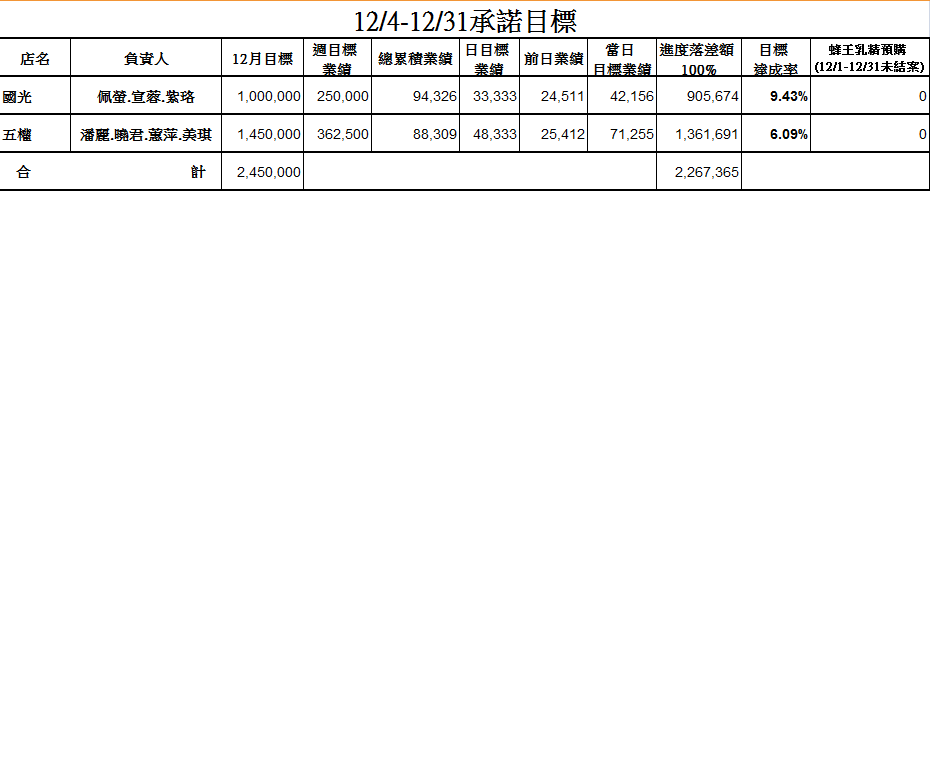 12/4-12/31承諾目標
店名 負責人 12月目標 週目標業績 總累積業績 日目標業績 前日業績 當日目標業績 進度落差額100% 目標達成率 蜂王乳精預購(12/1-12/31未結案)
國光 佩螢.宣蓉.紫珞 1,000,000 250,000 94,326 33,333 24,511 42,156 905,674 9.43% 0
五權 潘麗.曉君.蕙萍.美琪 1,450,000 362,500 88,309 48,333 25,412 71,255 1,361,691 6.09% 0
合 計 2,450,000 2,267,365